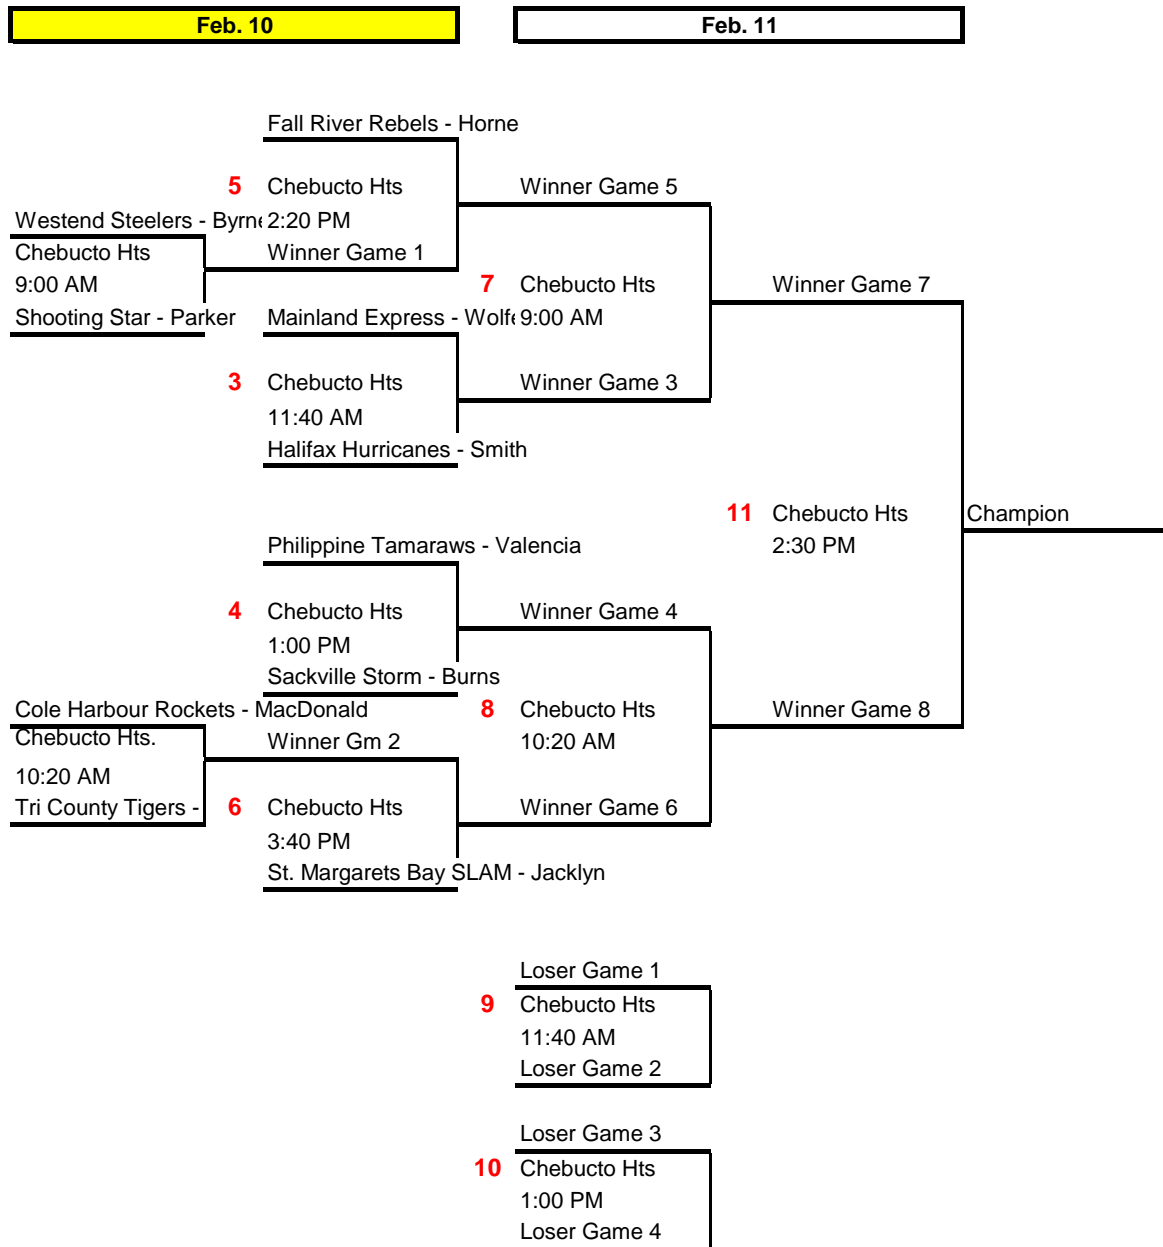 Feb. 10
Feb. 11
Fall River Rebels - Horne
5 Chebucto Hts
Winner Game 5
Westend Steelers - Byrne
2:20 PM
Chebucto Hts
Winner Game 1
9:00 AM
7 Chebucto Hts
Winner Game 7
Shooting Star - Parker
Mainland Express - Wolfe
9:00 AM
3 Chebucto Hts
Winner Game 3
11:40 AM
Halifax Hurricanes - Smith
11 Chebucto Hts
Champion
Philippine Tamaraws - Valencia
2:30 PM
4 Chebucto Hts
Winner Game 4
1:00 PM
Sackville Storm - Burns
Cole Harbour Rockets - MacDonald
8 Chebucto Hts
Winner Game 8
Chebucto Hts.
Winner Gm 2
10:20 AM
10:20 AM
Tri County Tigers -
6 Chebucto Hts
Winner Game 6
3:40 PM
St. Margarets Bay SLAM - Jacklyn
Loser Game 1
9 Chebucto Hts
11:40 AM
Loser Game 2
Loser Game 3
10 Chebucto Hts
1:00 PM
Loser Game 4